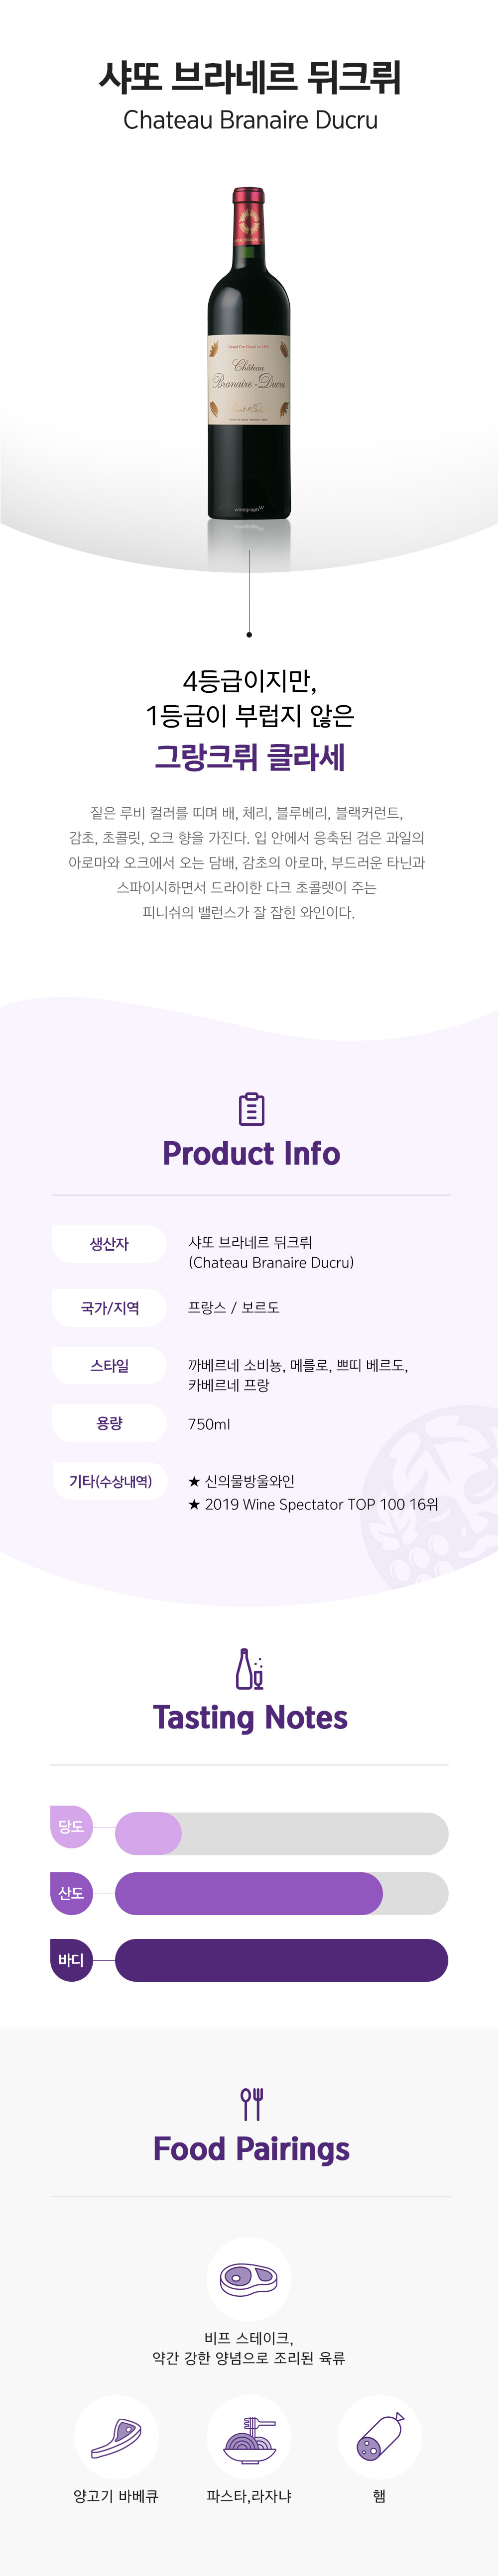 샤또 브라네르 뒤크뤼
Chateau Branaire Ducru
Grand Cru Classé en 1855
Château
Branaire-Ducru
winegraph
4등급이지만,
1등급이 부럽지 않은
그랑크뤼 클라세
짙은 루비 컬러를 띠며 배, 체리, 블루베리, 블랙커런트,
감초, 초콜릿, 오크 향을 가진다. 입 안에서 응축된 검은 과일의
아로마와 오크에서 오는 담배, 감초의 아로마, 부드러운 타닌과
스파이시하면서 드라이한 다크 초콜렛이 주는
피니쉬의 밸런스가 잘 잡힌 와인이다.
Product Info
생산자
샤또 브라네르 뒤크뤼
(Chateau Branaire Ducru)
국가/지역
프랑스 / 보르도
스타일
까베르네 소비뇽, 메를로, 쁘띠 베르도,
카베르네 프랑
용량
750ml
기타(수상내역)
★ 신의물방울와인
★ 2019 Wine Spectator TOP 100 16위
Tasting Notes
당도
산도
바디
Food Pairings
비프 스테이크,
약간 강한 양념으로 조리된 육류
양고기 바베큐
파스타,라자냐
햄